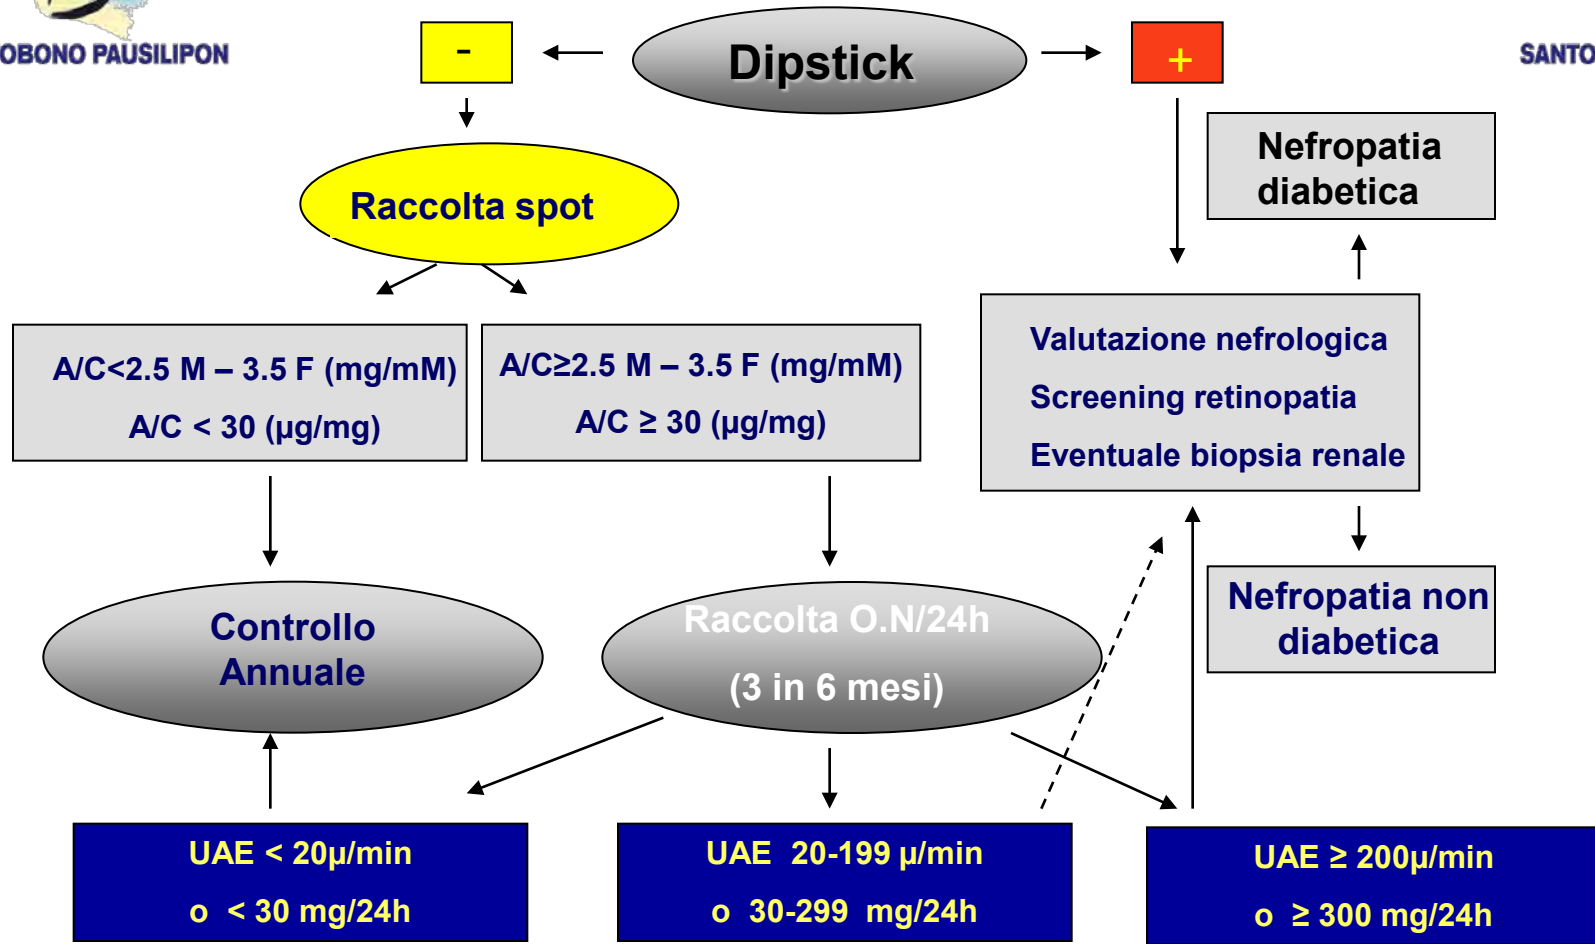 OBONO PAUSILIPON
SANTO
-
Dipstick
+
Raccolta spot
Nefropatia
diabetica
A/C<2.5 M – 3.5 F (mg/mM)
A/C < 30 (µg/mg)
A/C≥2.5 M – 3.5 F (mg/mM)
A/C ≥ 30 (µg/mg)
Valutazione nefrologica
Screening retinopatia
Eventuale biopsia renale
Controllo
Annuale
Raccolta O.N/24h
(3 in 6 mesi)
Nefropatia non
diabetica
UAE < 20µ/min
o < 30 mg/24h
UAE 20-199 µ/min
o 30-299 mg/24h
UAE ≥ 200µ/min
o ≥ 300 mg/24h